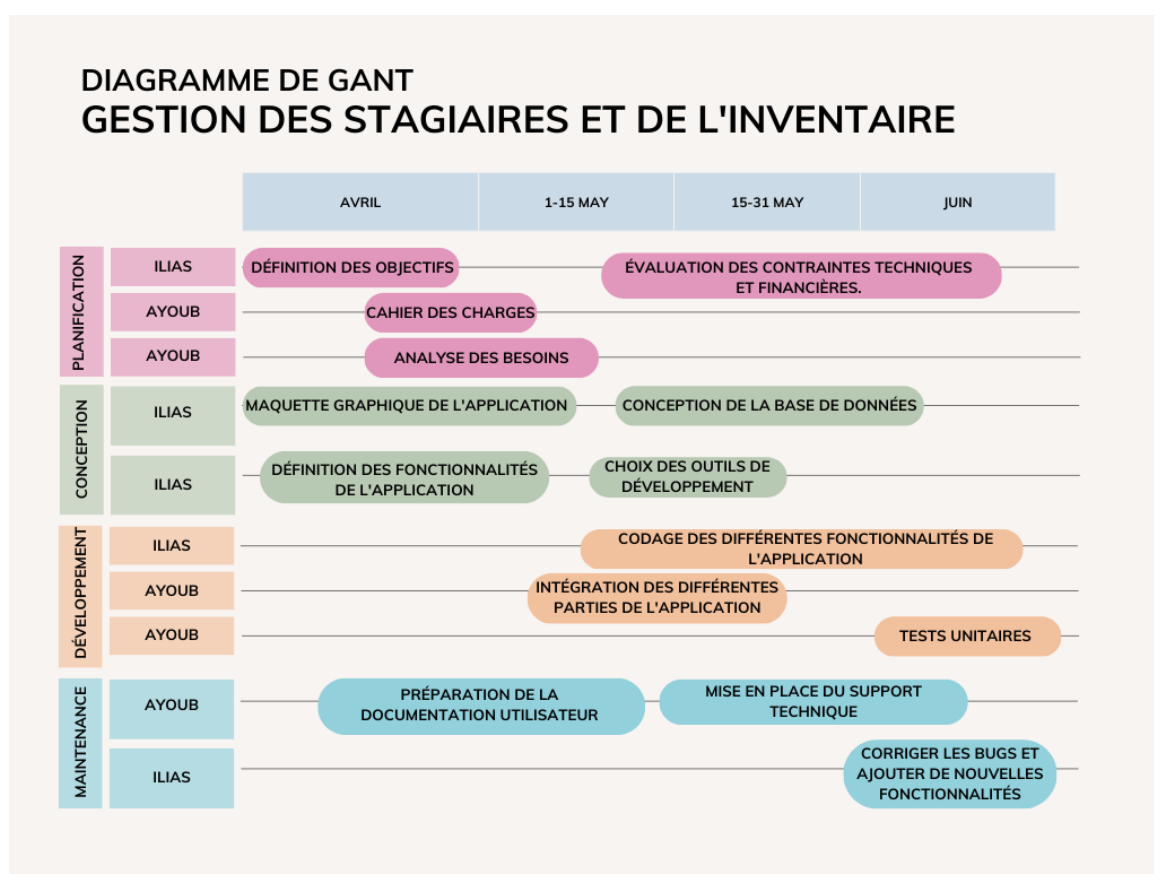 DIAGRAMME DE GANT
GESTION DES STAGIAIRES ET DE L'INVENTAIRE
AVRIL
1-15 MAY
15-31 MAY
JUIN
PLANIFICATION
ILIAS
DÉFINITION DES OBJECTIFS
ÉVALUATION DES CONTRAINTES TECHNIQUES
ET FINANCIÈRES.
AYOUB
CAHIER DES CHARGES
AYOUB
ANALYSE DES BESOINS
CONCEPTION
ILIAS
MAQUETTE GRAPHIQUE DE L'APPLICATION
CONCEPTION DE LA BASE DE DONNÉES
ILIAS
DÉFINITION DES FONCTIONNALITÉS
DE L'APPLICATION
CHOIX DES OUTILS DE
DÉVELOPPEMENT
DÉVELOPPEMENT
ILIAS
CODAGE DES DIFFÉRENTES FONCTIONNALITÉS DE
L'APPLICATION
AYOUB
INTÉGRATION DES DIFFÉRENTES
PARTIES DE L'APPLICATION
AYOUB
TESTS UNITAIRES
MAINTENANCE
AYOUB
PRÉPARATION DE LA
DOCUMENTATION UTILISATEUR
MISE EN PLACE DU SUPPORT
TECHNIQUE
ILIAS
CORRIGER LES BUGS ET
AJOUTER DE NOUVELLES
FONCTIONNALITÉS